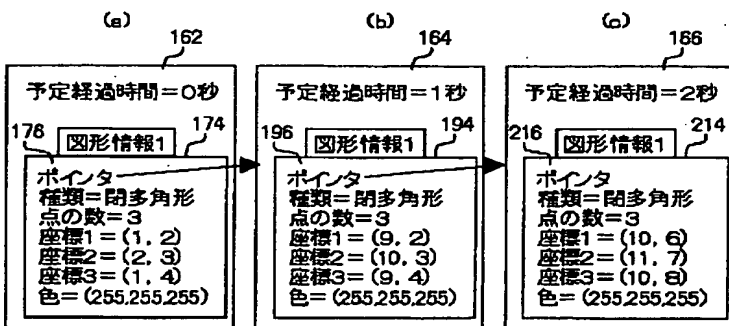 (a)
162
予定経過時間=0秒
178
図形情報1
174
ポインタ
種類=閉多角形
点の数=3
座標1=(1, 2)
座標2=(2, 3)
座標3=(1, 4)
色=(255,255,255)
(b)
164
予定経過時間=1秒
196
図形情報1
194
ポインタ
種類=閉多角形
点の数=3
座標1=(9, 2)
座標2=(10, 3)
座標3=(9, 4)
色=(255,255,255)
(c)
166
予定経過時間=2秒
216
図形情報1
214
ポインタ
種類=閉多角形
点の数=3
座標1=(10, 6)
座標2=(11, 7)
座標3=(10, 8)
色=(255,255,255)